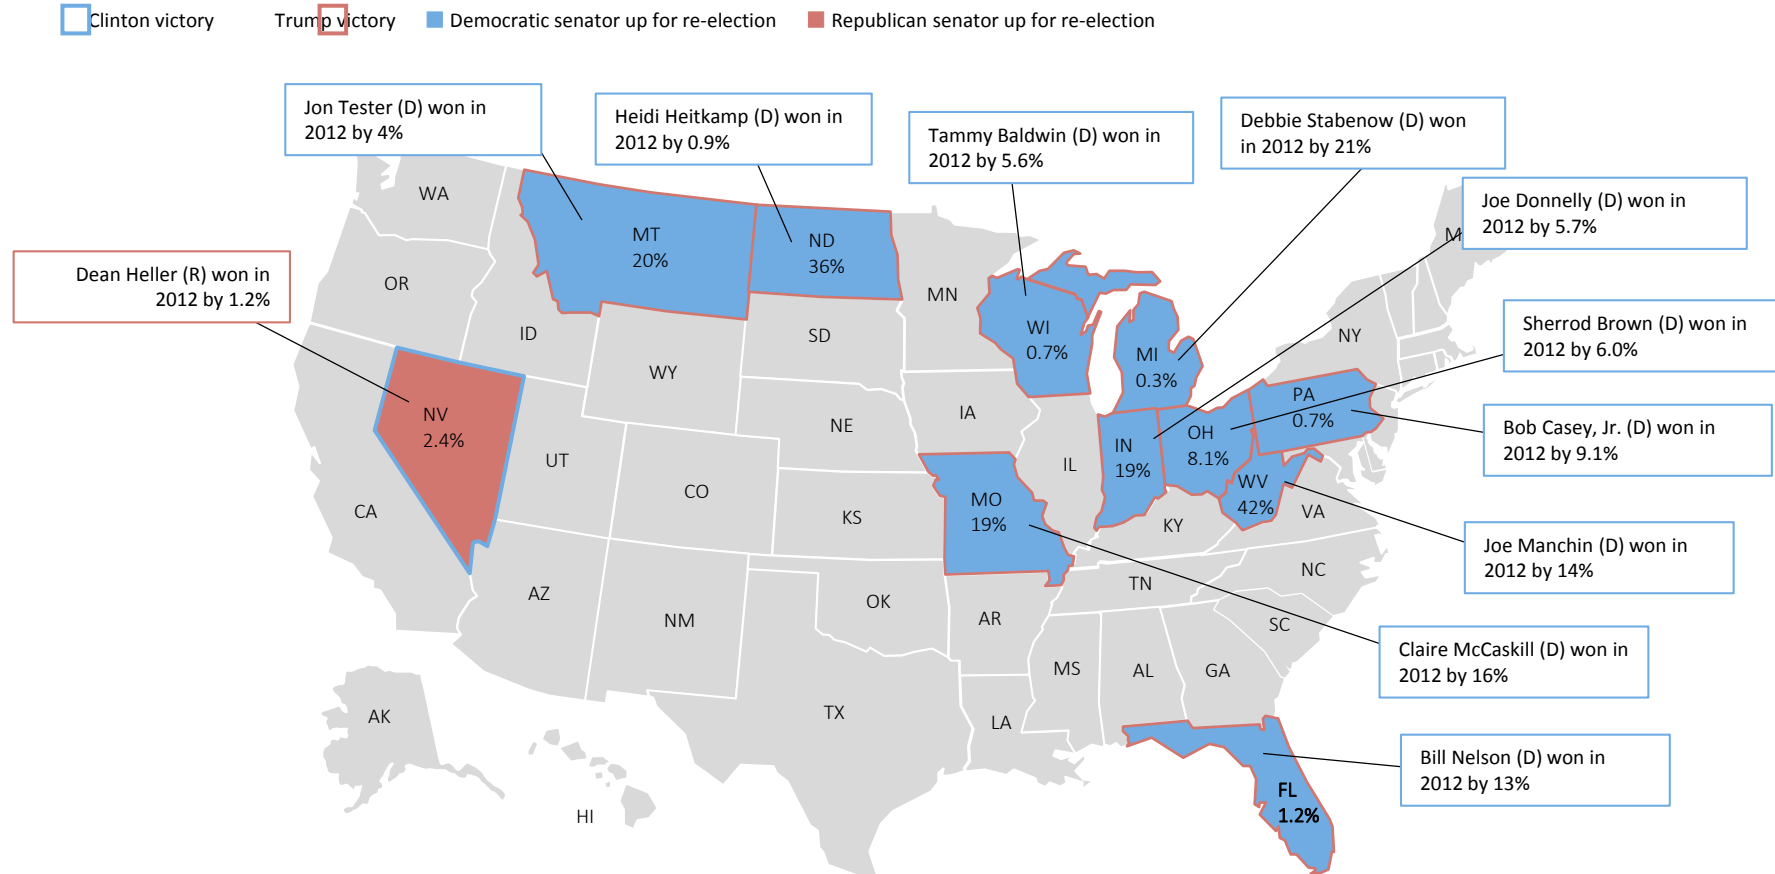 Clinton victory
Trump victory
Democratic senator up for re-election
Republican senator up for re-election
Jon Tester (D) won in
2012 by 4%
Heidi Heitkamp (D) won in
2012 by 0.9%
Tammy Baldwin (D) won in
2012 by 5.6%
Debbie Stabenow (D) won
in 2012 by 21%
Joe Donnelly (D) won in
2012 by 5.7%
Dean Heller (R) won in
2012 by 1.2%
Sherrod Brown (D) won in
2012 by 6.0%
Bob Casey, Jr. (D) won in
2012 by 9.1%
Joe Manchin (D) won in
2012 by 14%
Claire McCaskill (D) won in
2012 by 16%
Bill Nelson (D) won in
2012 by 13%
WA
OR
ID
MT
20%
ND
36%
MN
SD
WY
WI
0.7%
MI
0.3%
NY
M
NV
2.4%
UT
CO
NE
IA
IL
IN
19%
OH
8.1%
PA
0.7%
WV
42%
VA
CA
KS
MO
19%
KY
AZ
NM
OK
AR
TN
NC
SC
MS
AL
GA
TX
LA
AK
HI
FL
1.2%